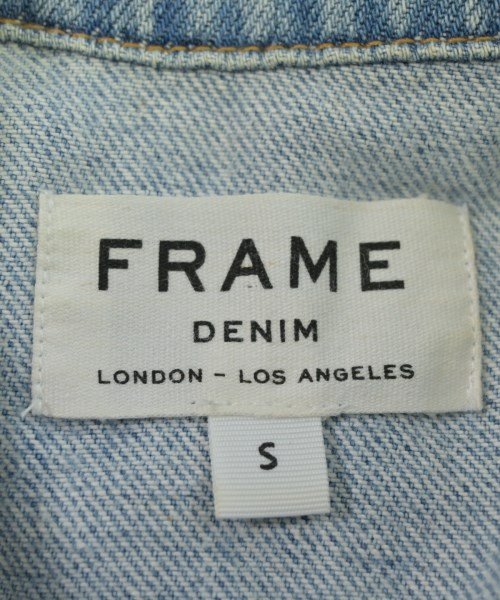 FRAME
DENIM
LONDON - LOS ANGELES
S